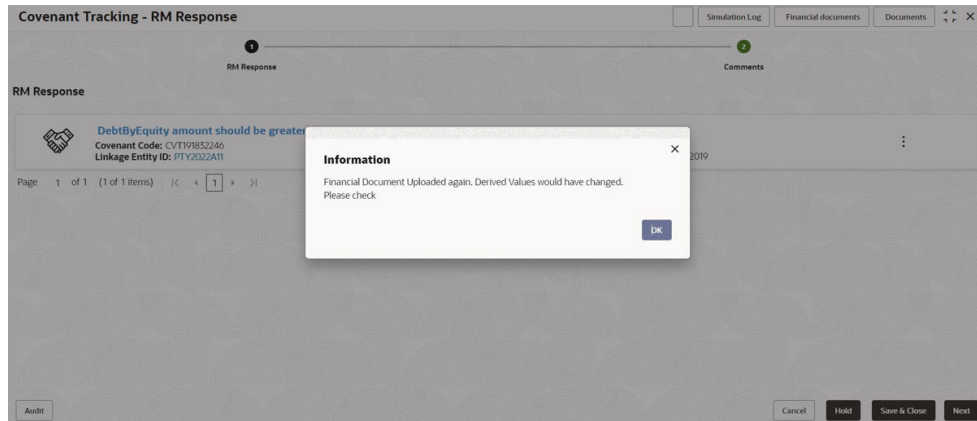 Covenant Tracking - RM Response
Simulation Log
Financial documents
Documents
1
2
RM Response
Comments
RM Response
DebtByEquity amount should be greater
Covenant Code: CVT191832246
Linkage Entity ID: PTY2022A11
2019
Information
Financial Document Uploaded again. Derived Values would have changed.
Please check
OK
Page 1 of 1 (1 of 1 items) 1
Audit
Cancel
Hold
Save & Close
Next